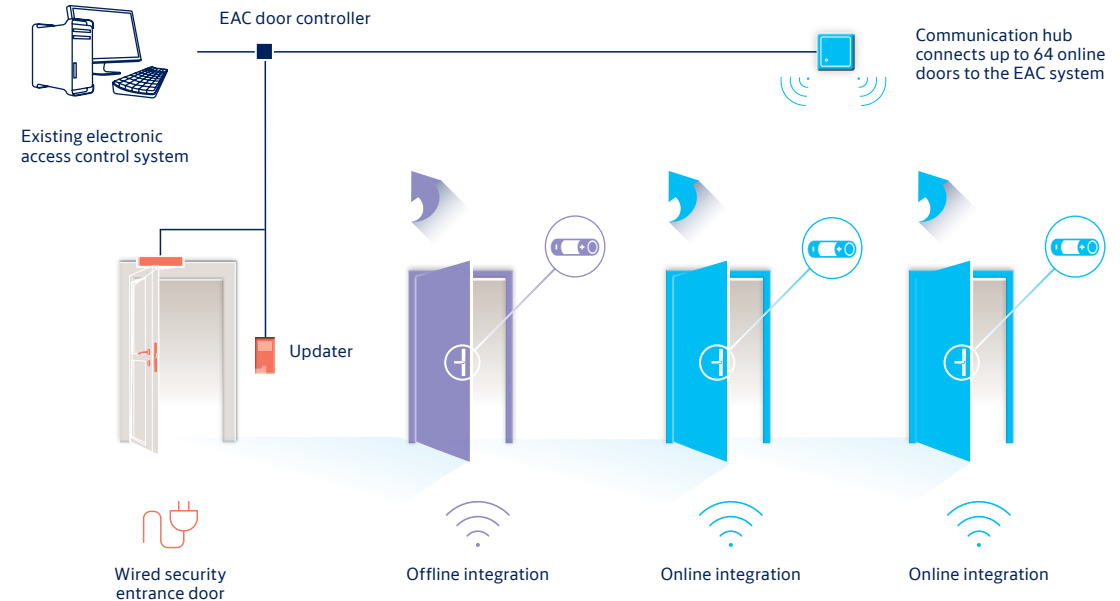 EAC door controller
Communication hub
connects up to 64 online
doors to the EAC system
Existing electronic
access control system
Updater
Wired security
entrance door
Offline integration
Online integration
Online integration